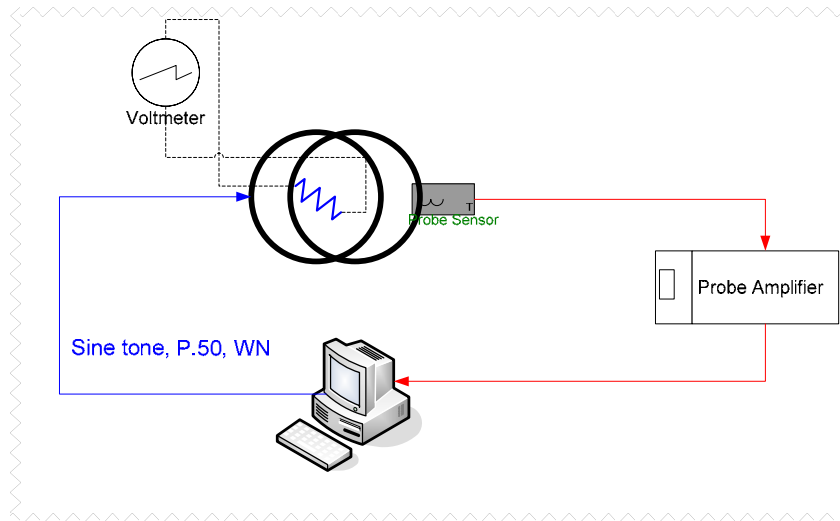 Voltmeter
T
Probe Sensor
Probe Amplifier
Sine tone, P.50, WN